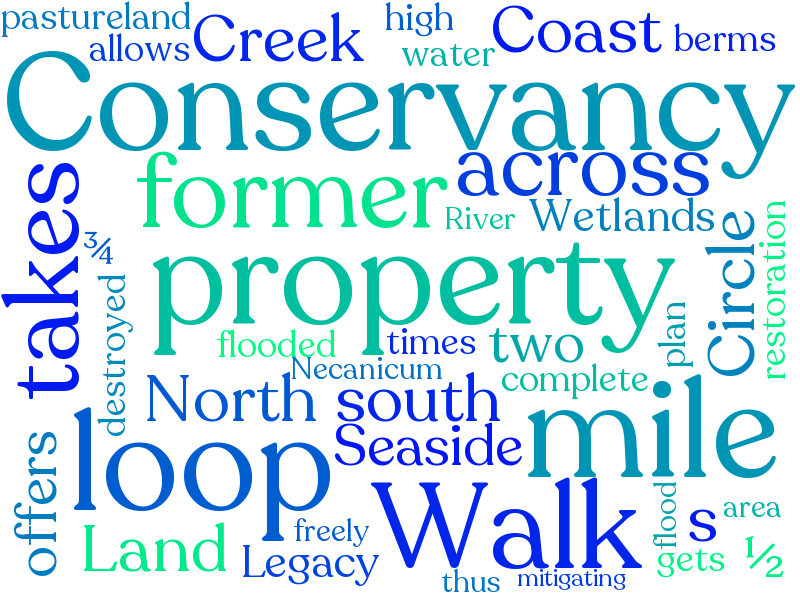 pastureland
allows
Creek
high
water
Coast
berms
Conservancy
takes
former
across
¾
River
Wetlands
Circle
restoration
destroyed
property
flooded
times
two
plan
Necanicum
complete
North
south
mile
loop
Seaside
offers
Walk
Land
freely
Legacy
flood
s
area
gets
½
thus
mitigating